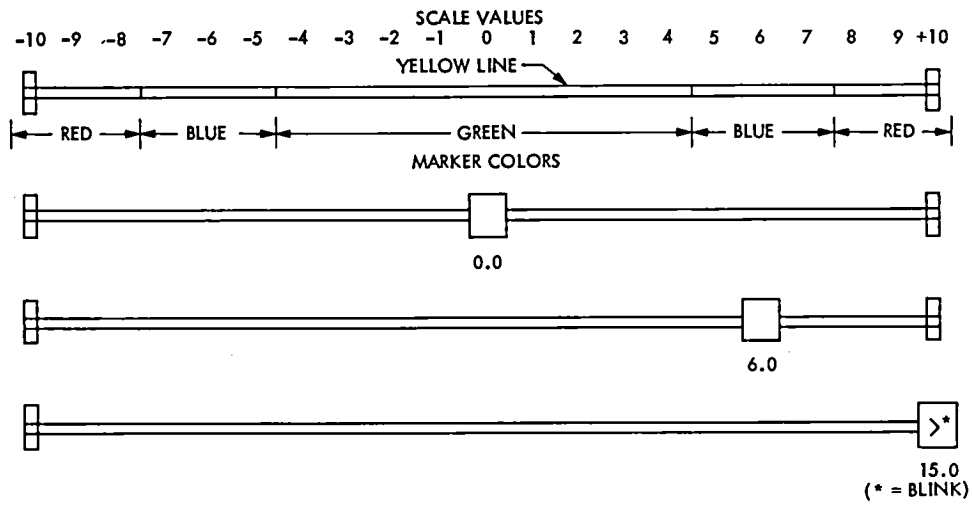 SCALE VALUES
-10 -9 -8 -7 -6 -5 -4 -3 -2 -1 0 1 2 3 4 5 6 7 8 9 +10
YELLOW LINE
RED BLUE GREEN BLUE RED
MARKER COLORS
0.0
6.0
>*
15.0
(* = BLINK)